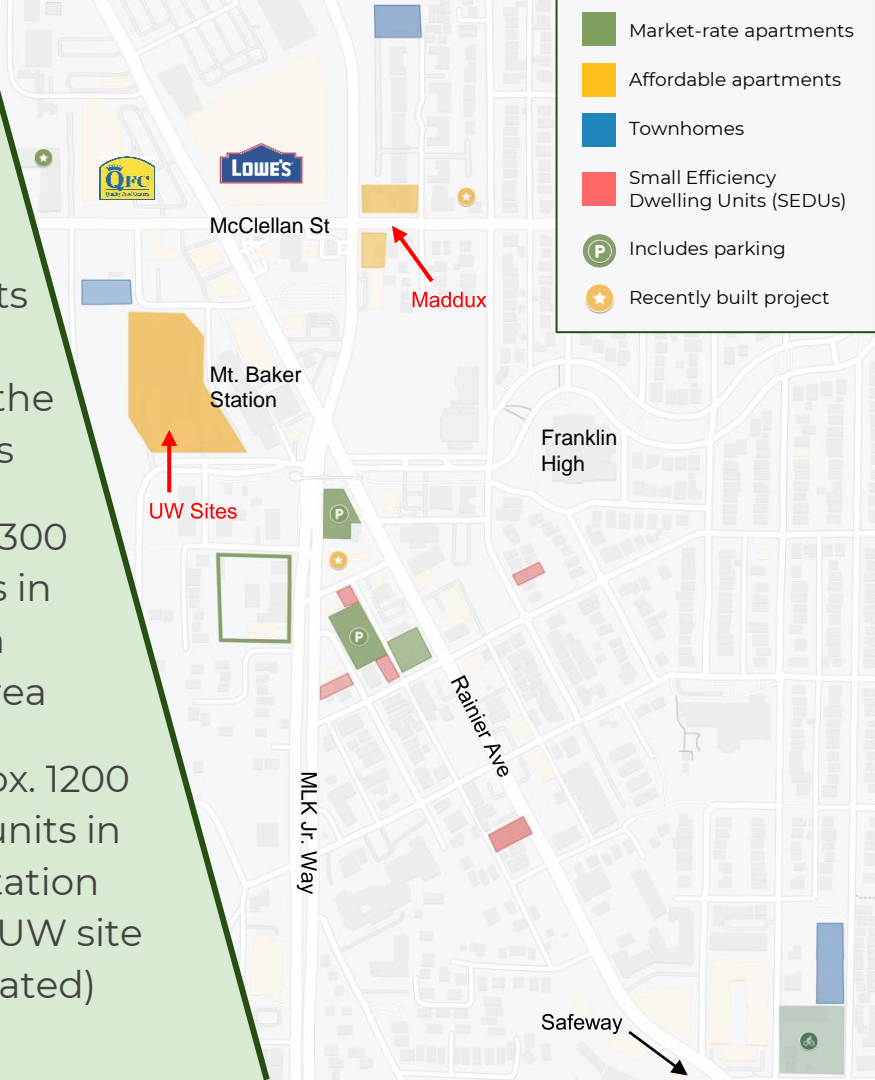 Market-rate apartments
Affordable apartments
Townhomes
Small Efficiency
Dwelling Units (SEDUs)
P
Includes parking
Recently built project
QFC
LOWE'S
McClellan St
Maddux
Mt. Baker
Station
Franklin
High
UW Sites
P
P
Rainier Ave
MLK Jr. Way
Safeway
ts
the
s
300
s in
ea
ox. 1200
units in
tation
UW site
ated)